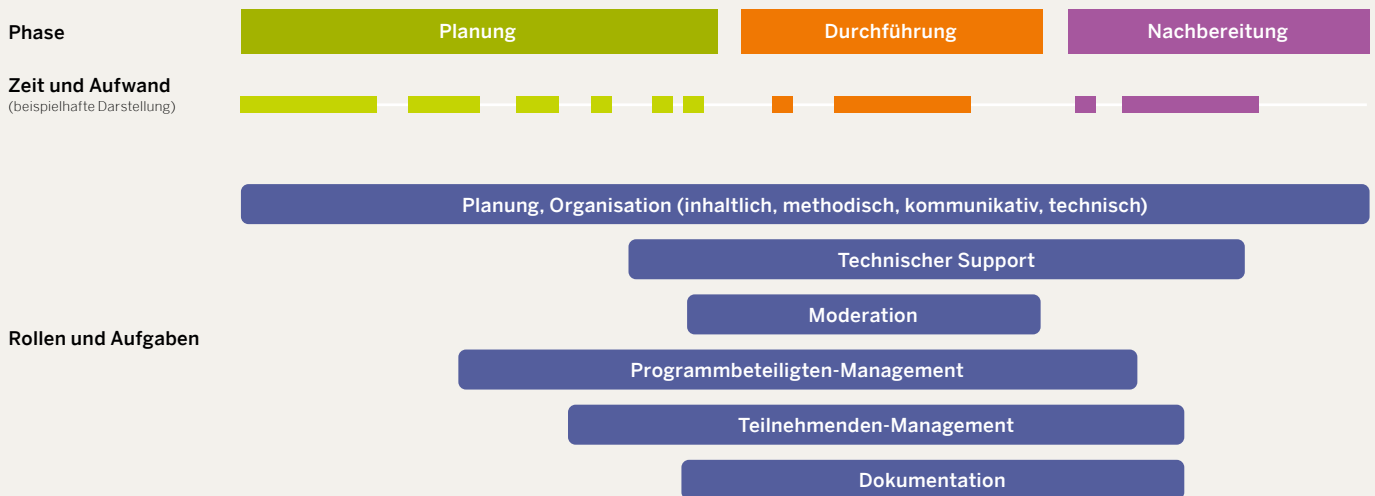 Phase
Planung
Durchführung
Nachbereitung
Zeit und Aufwand
(beispielhafte Darstellung)
Planung, Organisation (inhaltlich, methodisch, kommunikativ, technisch)
Technischer Support
Moderation
Rollen und Aufgaben
Programmbeteiligten-Management
Teilnehmenden-Management
Dokumentation